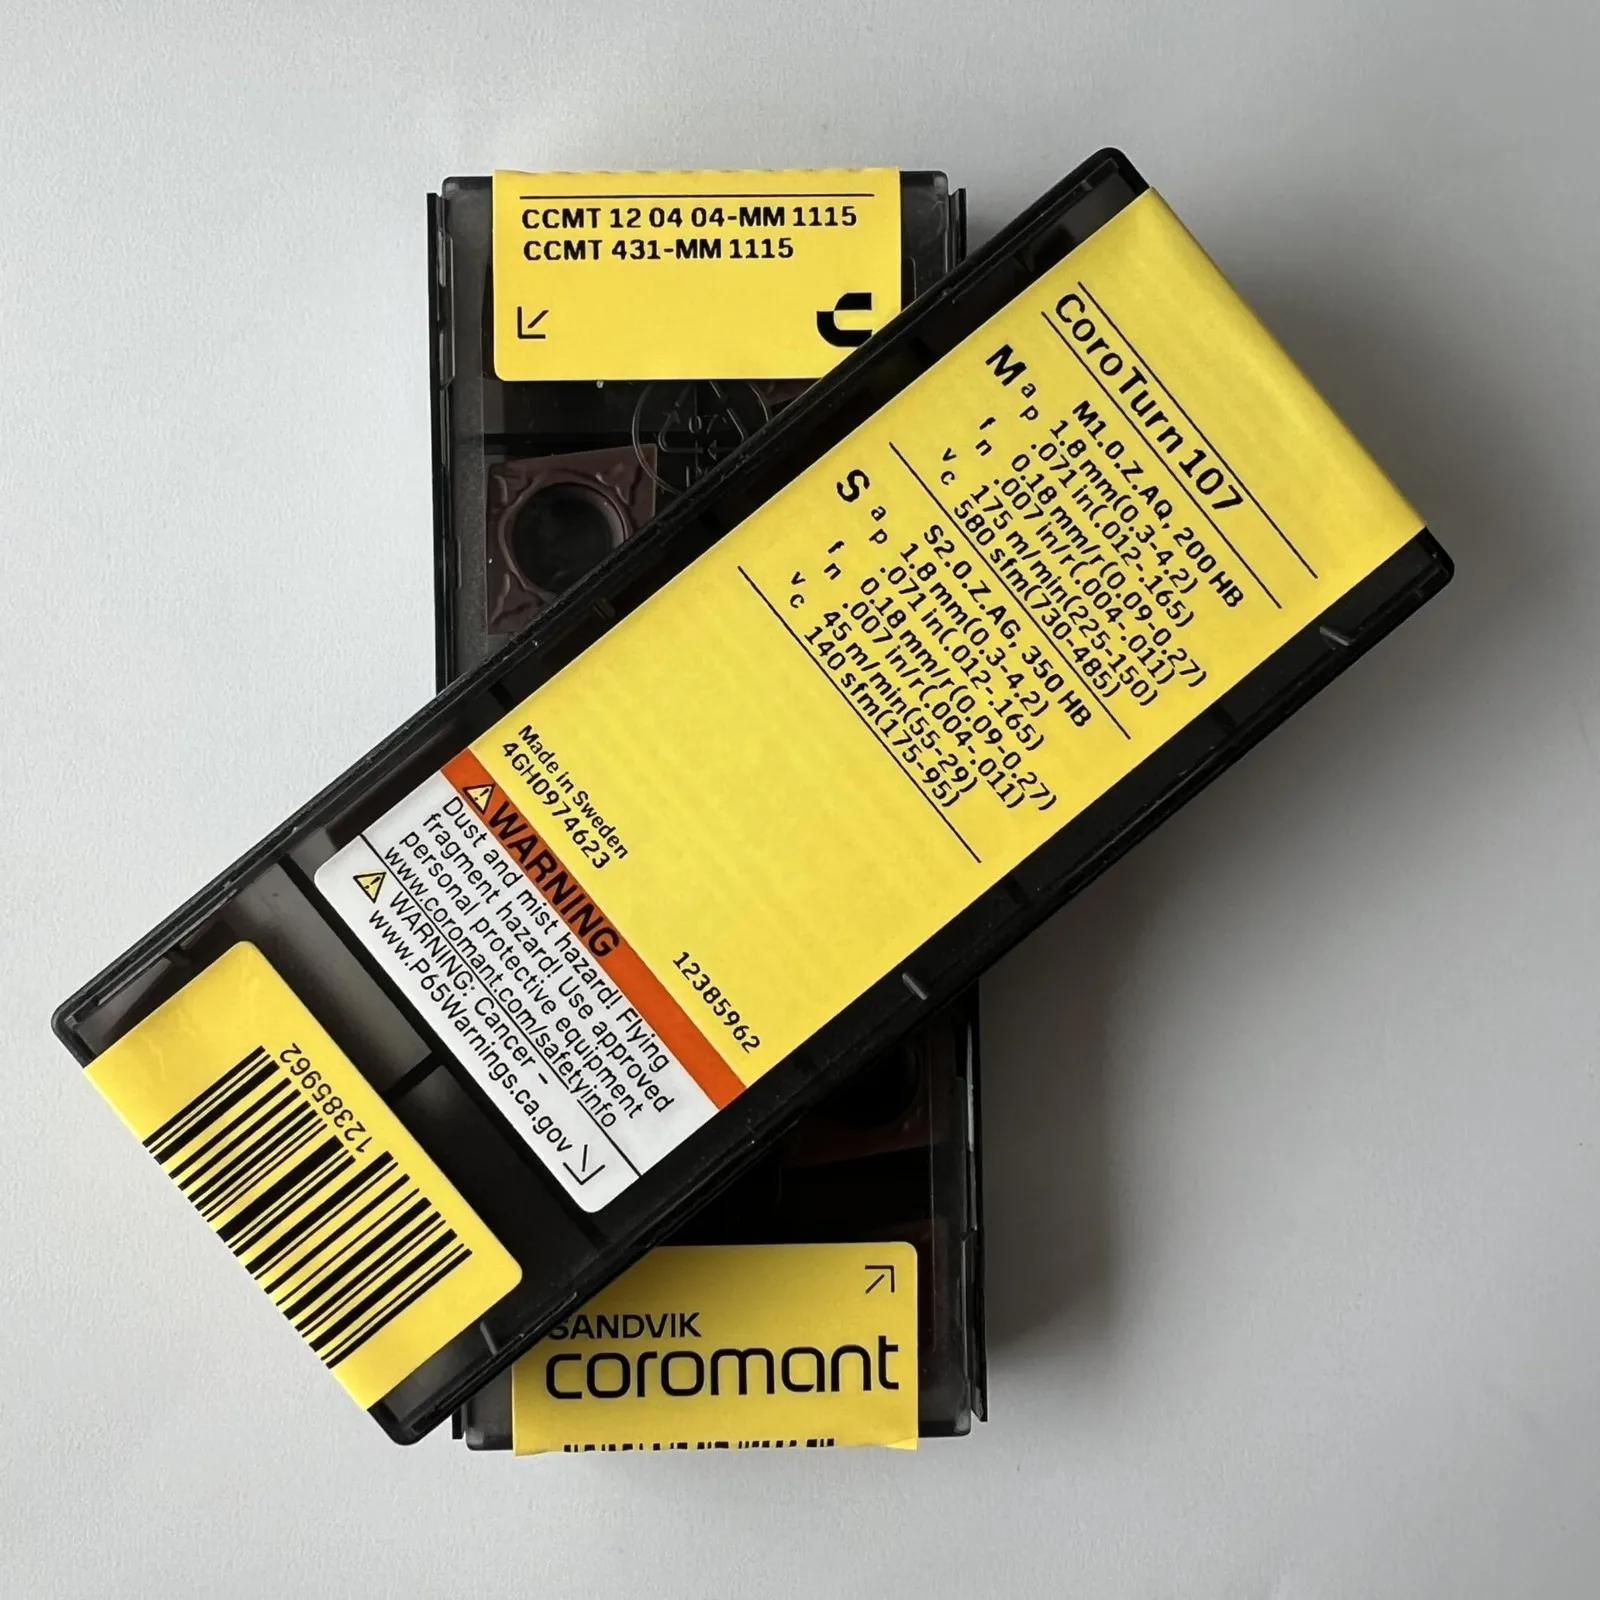 CCMT 12 04 04-MM 1115
CCMT 431-MM 1115
CoroTurn 107
M M1.0.Z.AQ, 200 HB
ap 1.8 mm(0.3-4.2)
.071 in(.012-.165)
fn 0.18 mm/r(0.09-0.27)
.007 in/r(.004-.011)
vc 175 m/min(225-150)
580 sfm(730-485)
S S2.0.Z.AG, 350 HB
ap 1.8 mm(0.3-4.2)
.071 in(.012-.165)
fn 0.18 mm/r(0.09-0.27)
.007 in/r(.004-.011)
vc 45 m/min(55-29)
140 sfm(175-95)
Made in Sweden
4GH0974623
12385962
WARNING
Dust and mist hazard! Flying
fragment hazard! Use approved
personal protective equipment
www.coromant.com/safetyinfo
WARNING: Cancer –
www.P65Warnings.ca.gov
12385962
SANDVIK
coromant